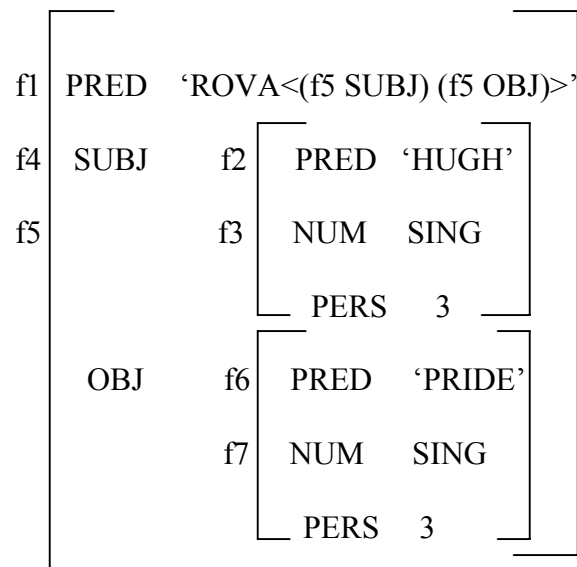 f1 PRED ‘ROVA<(f5 SUBJ) (f5 OBJ)>’
f4 SUBJ f2 PRED ‘HUGH’
f5 f3 NUM SING
PERS 3
OBJ f6 PRED ‘PRIDE’
f7 NUM SING
PERS 3